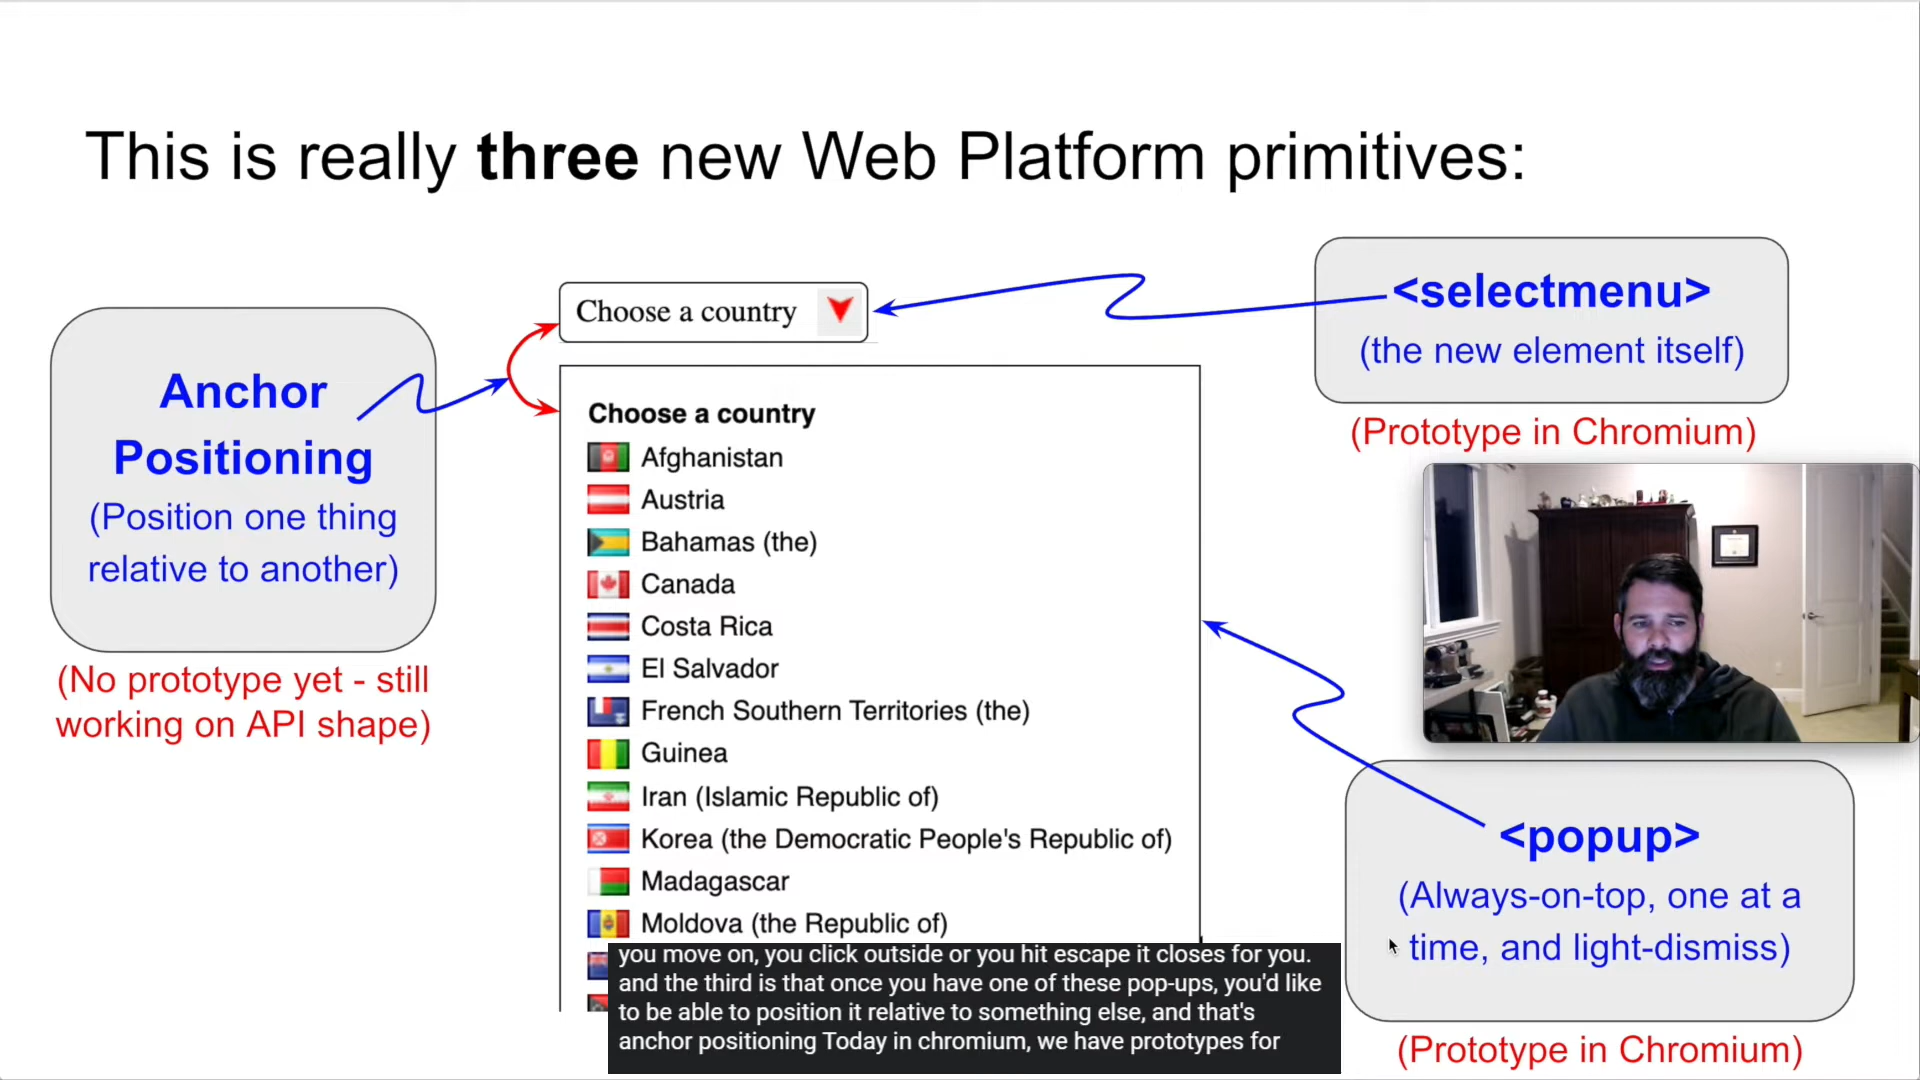 This is really three new Web Platform primitives:
<selectmenu>
(the new element itself)
(Prototype in Chromium)
Choose a country
Anchor
Positioning
(Position one thing
relative to another)
(No prototype yet - still
working on API shape)
Choose a country
Afghanistan
Austria
Bahamas (the)
Canada
Costa Rica
El Salvador
French Southern Territories (the)
Guinea
Iran (Islamic Republic of)
Korea (the Democratic People's Republic of)
Madagascar
Moldova (the Republic of)
<popup>
(Always-on-top, one at a
time, and light-dismiss)
(Prototype in Chromium)
you move on, you click outside or you hit escape it closes for you.
and the third is that once you have one of these pop-ups, you'd like
to be able to position it relative to something else, and that's
anchor positioning Today in chromium, we have prototypes for